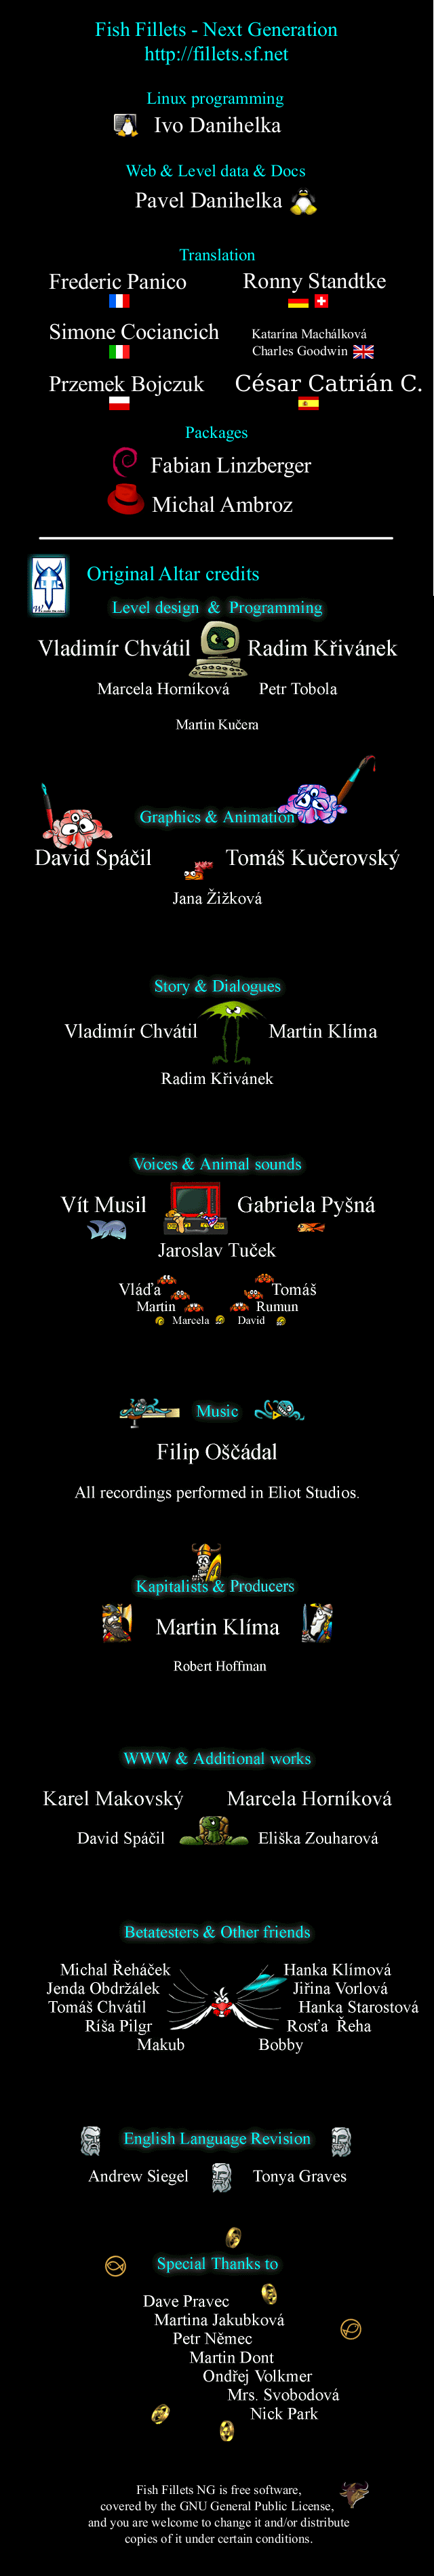 Fish Fillets - Next Generation
http://fillets.sf.net
Linux programming
Ivo Danihelka
Web & Level data & Docs
Pavel Danihelka
Translation
Frederic Panico Ronny Standtke
Simone Cociancich Katarína Machálková
Charles Goodwin
Przemek Bojczuk César Catrián C.
Packages
Fabian Linzberger
Michal Ambroz
Original Altar credits
Level design & Programming
Vladimír Chvátil Radim Křivánek
Marcela Horníková Petr Tobola
Martin Kučera
Graphics & Animation
David Spáčil Tomáš Kučerovský
Jana Žižková
Story & Dialogues
Vladimír Chvátil Martin Klíma
Radim Křivánek
Voices & Animal sounds
Vít Musil Gabriela Pyšná
Jaroslav Tuček
Vláďa Tomáš
Martin Rumun
Marcela David
Music
Filip Oščádal
All recordings performed in Eliot Studios.
Kapitalists & Producers
Martin Klíma
Robert Hoffman
WWW & Additional works
Karel Makovský Marcela Horníková
David Spáčil Eliška Zouharová
Betatesters & Other friends
Michal Řeháček Hanka Klímová
Jenda Obdržálek Jiřina Vorlová
Tomáš Chvátil Hanka Starostová
Ríša Pilgr Rosťa Řeha
Makub Bobby
English Language Revision
Andrew Siegel Tonya Graves
Special Thanks to
Dave Pravec
Martina Jakubková
Petr Němec
Martin Dont
Ondřej Volkmer
Mrs. Svobodová
Nick Park
Fish Fillets NG is free software,
covered by the GNU General Public License,
and you are welcome to change it and/or distribute
copies of it under certain conditions.